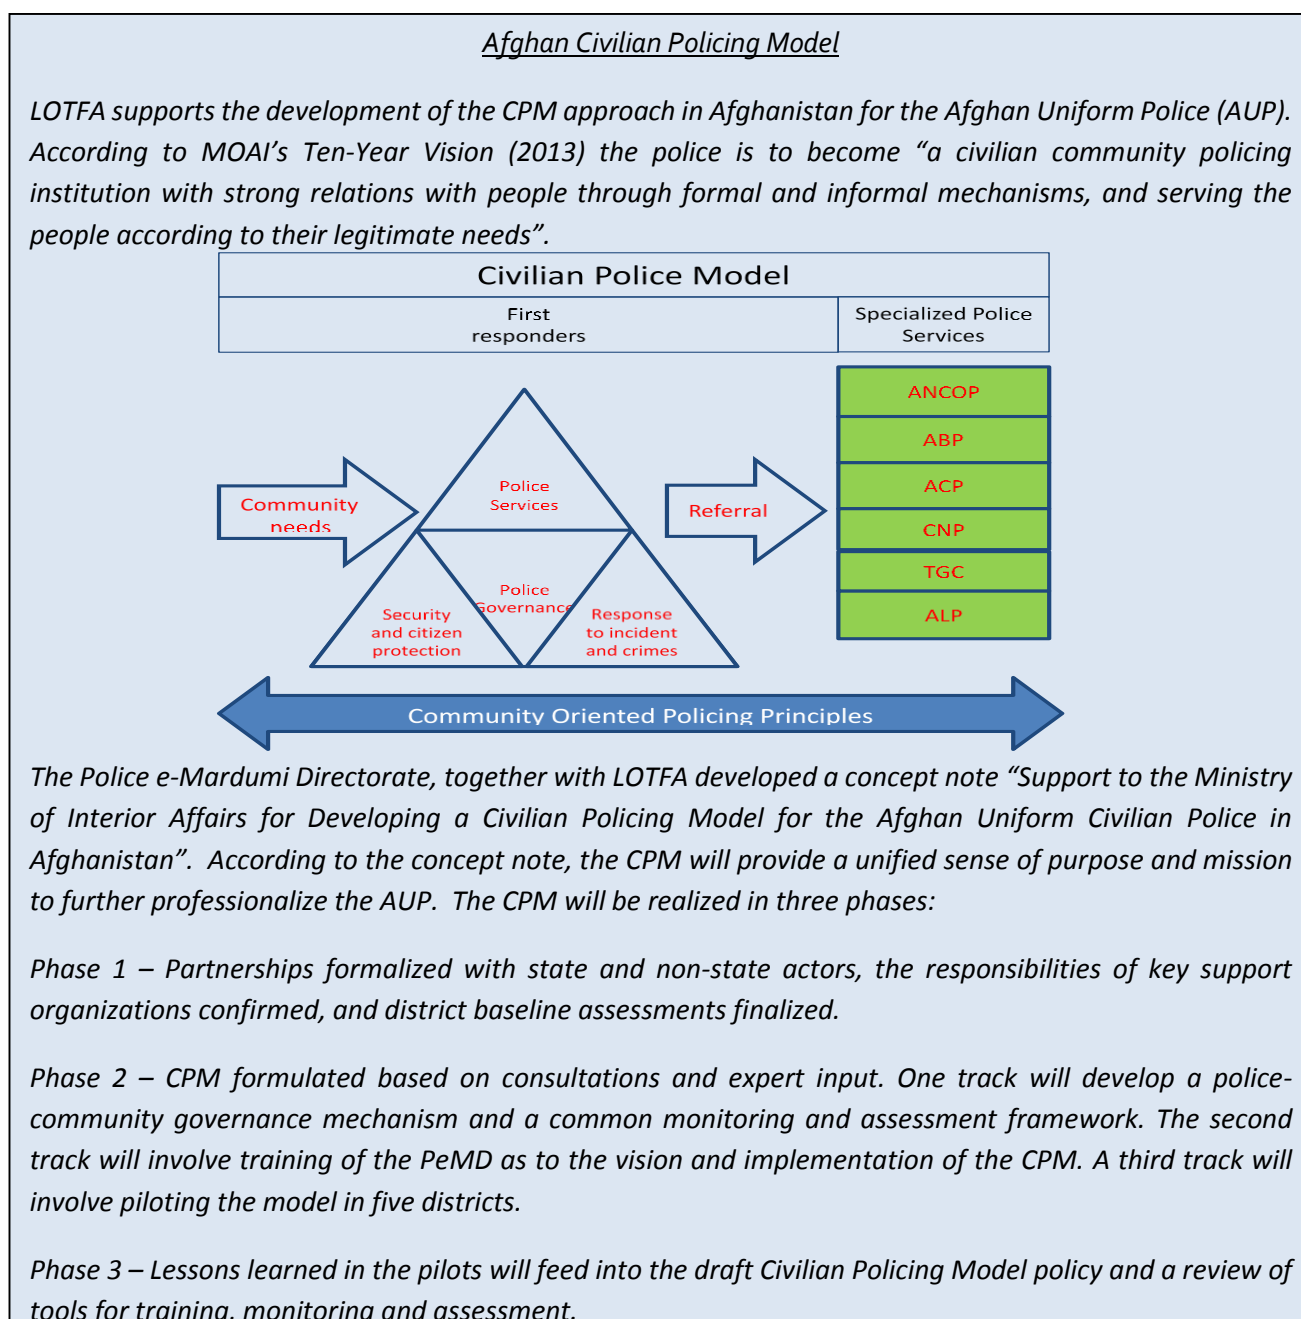 Afghan Civilian Policing Model
LOTFA supports the development of the CPM approach in Afghanistan for the Afghan Uniform Police (AUP).
According to MOAI’s Ten-Year Vision (2013) the police is to become “a civilian community policing
institution with strong relations with people through formal and informal mechanisms, and serving the
people according to their legitimate needs”.
Civilian Police Model
First
responders
Specialized Police
Services
Community
needs
Police
Services
Police
Governance
Security
and citizen
protection
Response
to incident
and crimes
Referral
ANCOP
ABP
ACP
CNP
TGC
ALP
Community Oriented Policing Principles
The Police e-Mardumi Directorate, together with LOTFA developed a concept note “Support to the Ministry
of Interior Affairs for Developing a Civilian Policing Model for the Afghan Uniform Civilian Police in
Afghanistan”. According to the concept note, the CPM will provide a unified sense of purpose and mission
to further professionalize the AUP. The CPM will be realized in three phases:
Phase 1 – Partnerships formalized with state and non-state actors, the responsibilities of key support
organizations confirmed, and district baseline assessments finalized.
Phase 2 – CPM formulated based on consultations and expert input. One track will develop a police-
community governance mechanism and a common monitoring and assessment framework. The second
track will involve training of the PeMD as to the vision and implementation of the CPM. A third track will
involve piloting the model in five districts.
Phase 3 – Lessons learned in the pilots will feed into the draft Civilian Policing Model policy and a review of
tools for training, monitoring and assessment.